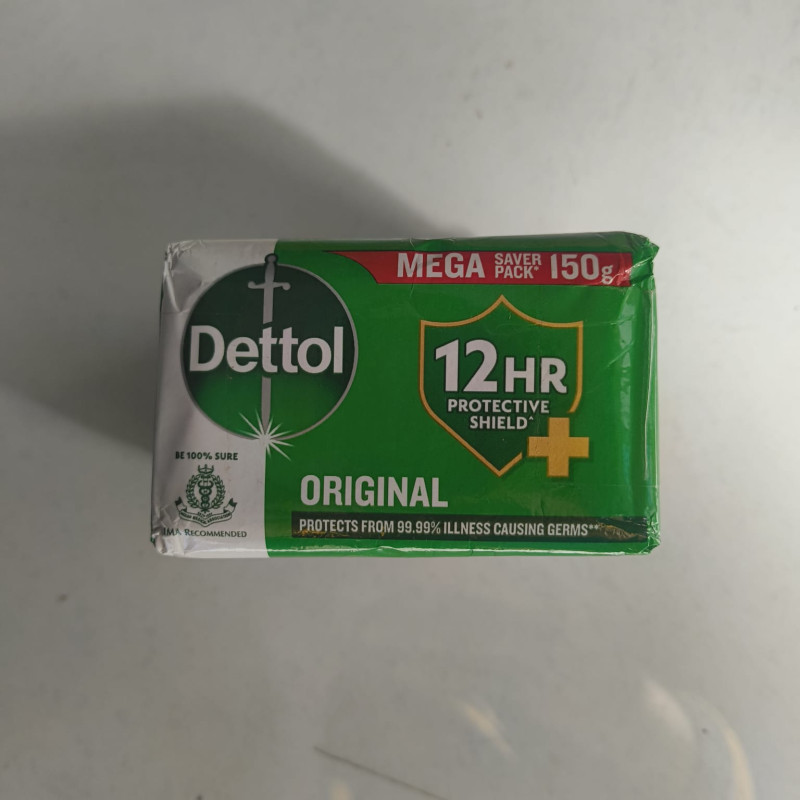 MEGA SAVER PACK* 150g
Dettol
12HR
PROTECTIVE
SHIELD^
BE 100% SURE
ORIGINAL
PROTECTS FROM 99.99% ILLNESS CAUSING GERMS**
IMA RECOMMENDED